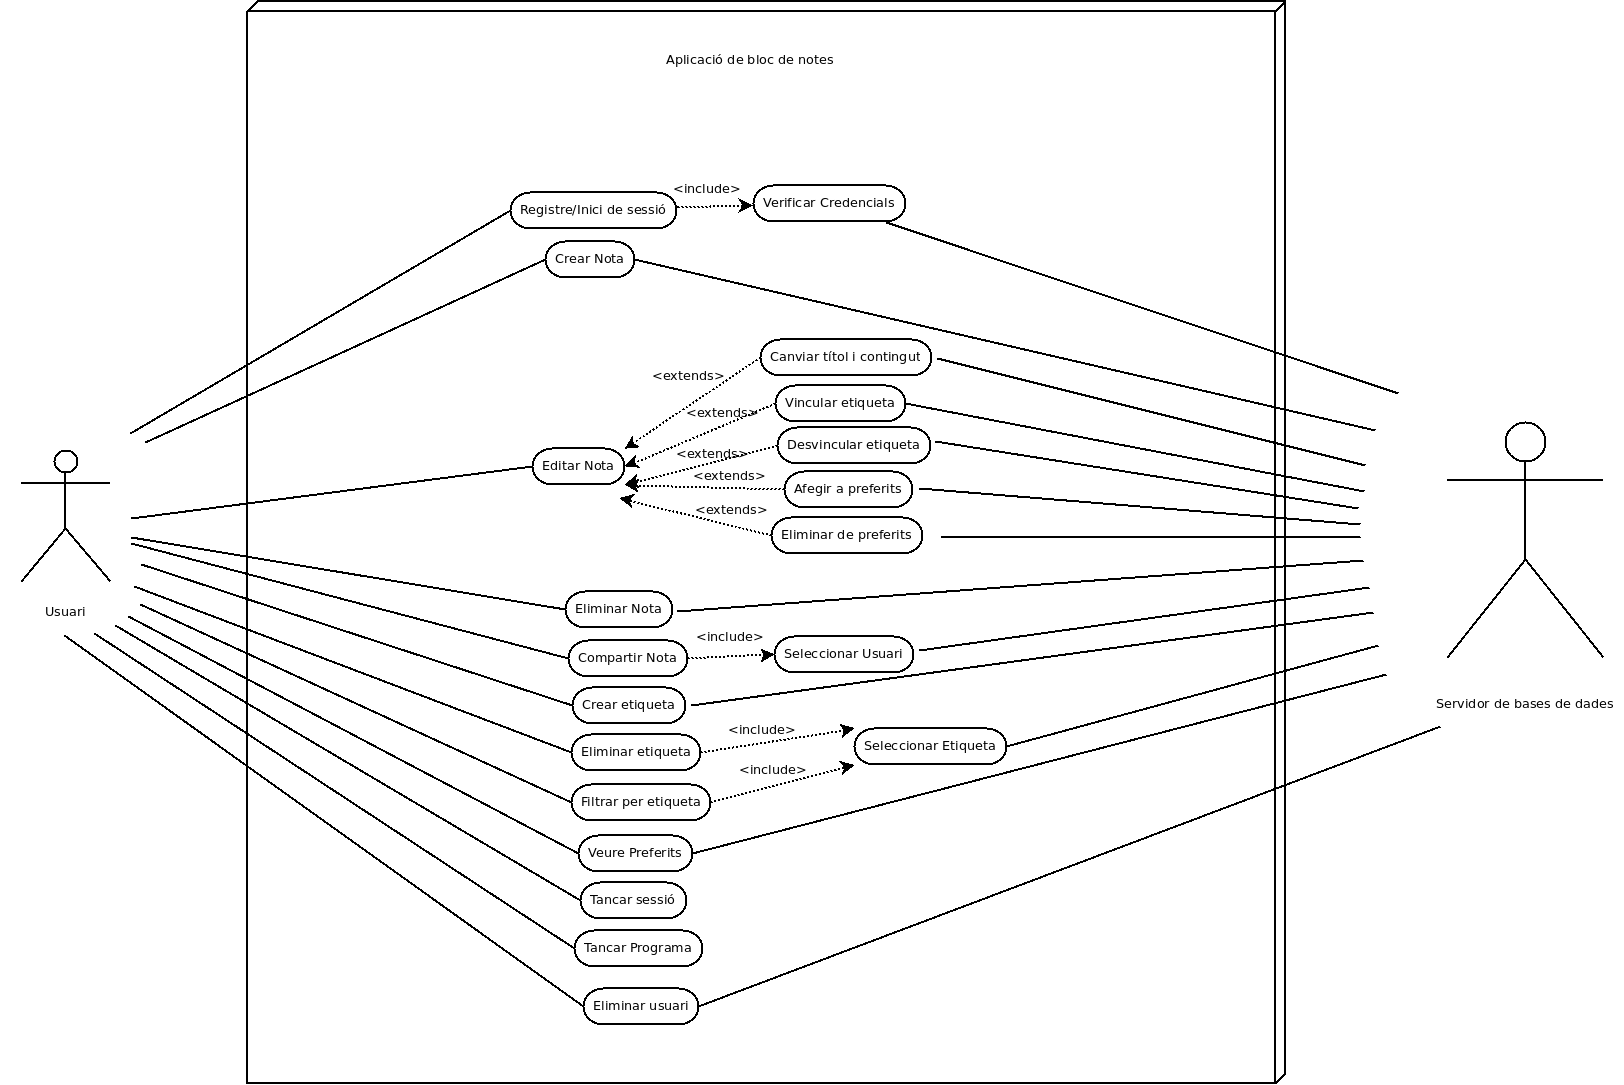 Aplicació de bloc de notes
<include>
Registre/Inici de sessió
Verificar Credencials
Crear Nota
Canviar títol i contingut
<extends>
Vincular etiqueta
<extends>
Desvincular etiqueta
<extends>
Editar Nota
<extends>
Afegir a preferits
<extends>
Eliminar de preferits
Usuari
Eliminar Nota
<include>
Compartir Nota
Seleccionar Usuari
Crear etiqueta
Servidor de bases de dades
<include>
Eliminar etiqueta
Seleccionar Etiqueta
<include>
Filtrar per etiqueta
Veure Preferits
Tancar sessió
Tancar Programa
Eliminar usuari